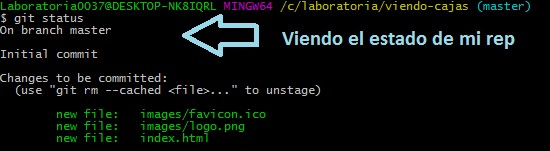 Laboratoria0037@DESKTOP-NK8IQRL MINGW64 /c/laboratoria/viendo-cajas (master)
$ git status
On branch master
Viendo el estado de mi rep
Initial commit
Changes to be committed:
(use "git rm --cached <file>..." to unstage)
new file: images/favicon.ico
new file: images/logo.png
new file: index.html